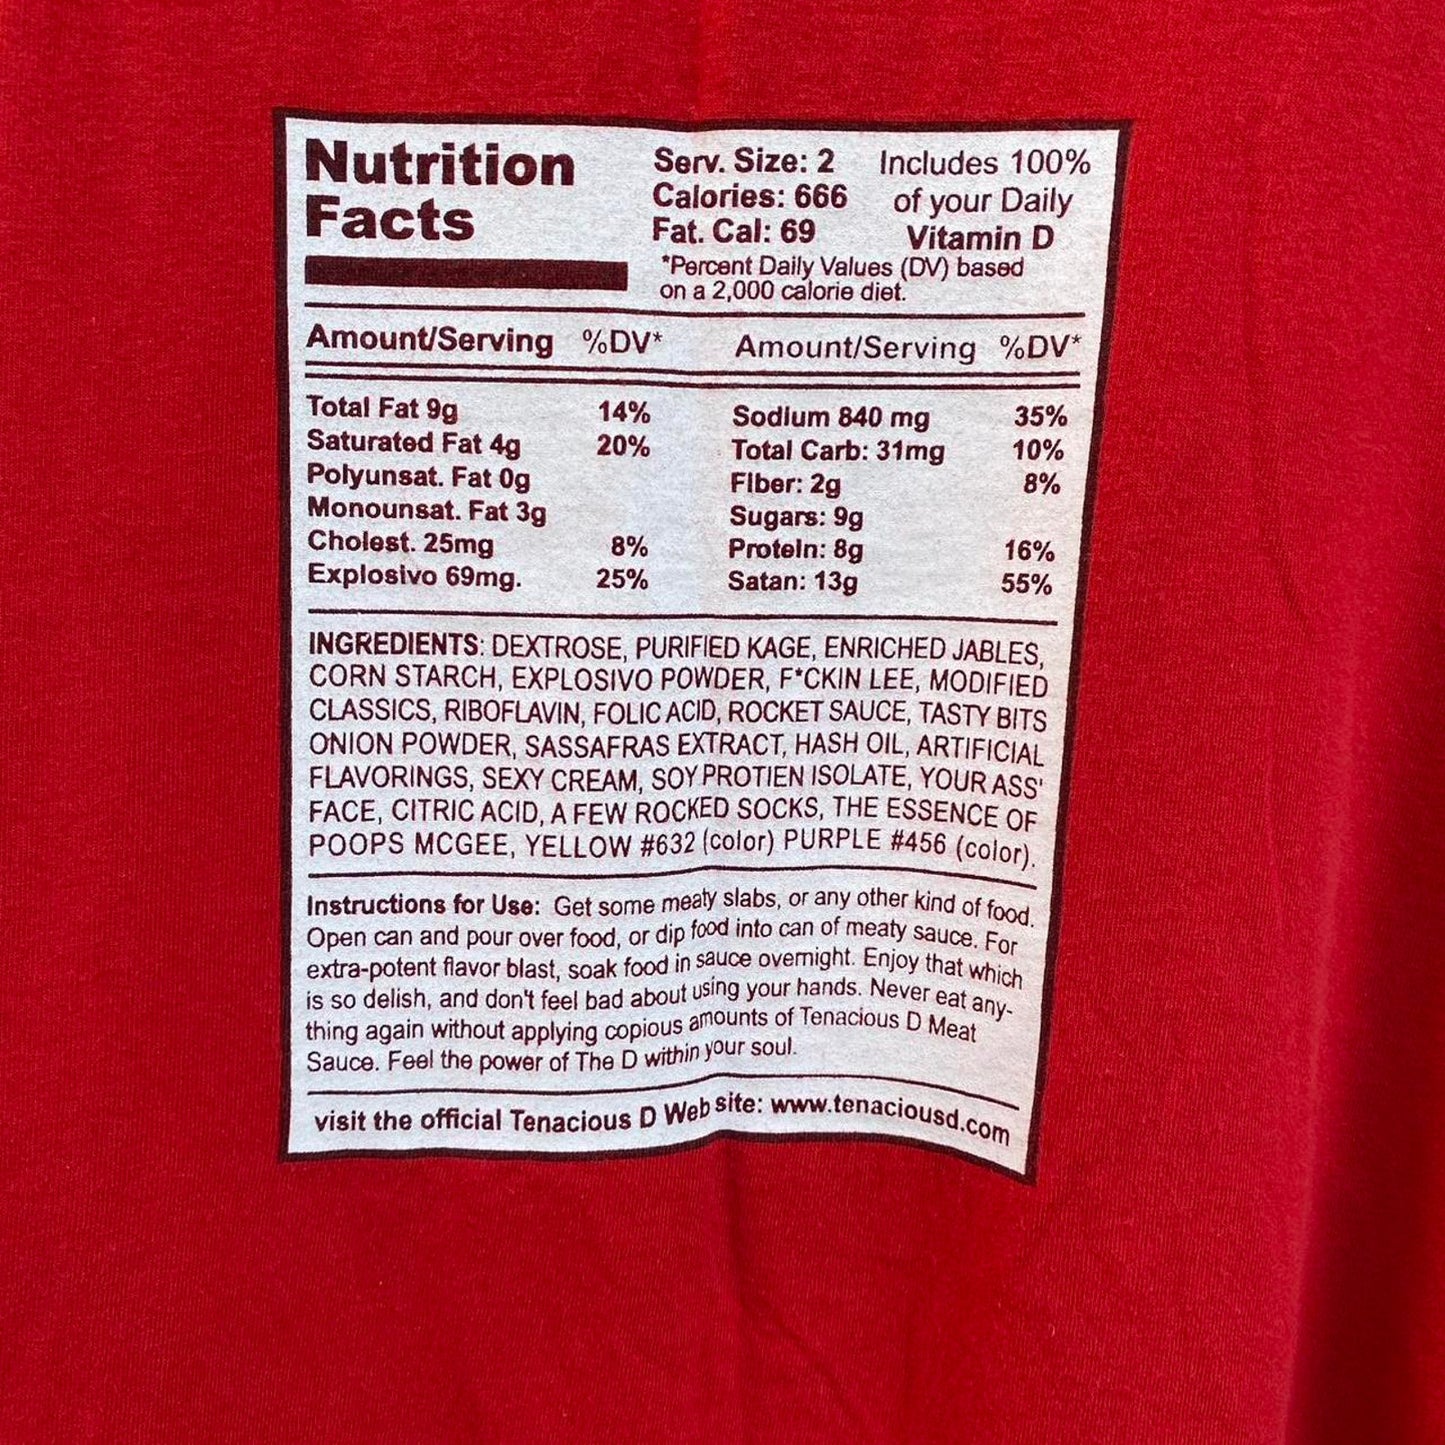 Nutrition
Facts
Serv. Size: 2
Calories: 666
Fat. Cal: 69
Includes 100%
of your Daily
Vitamin D
*Percent Daily Values (DV) based
on a 2,000 calorie diet.
Amount/Serving %DV*
Total Fat 9g 14%
Saturated Fat 4g 20%
Polyunsat. Fat 0g
Monounsat. Fat 3g
Cholest. 25mg 8%
Explosivo 69mg. 25%
Amount/Serving %DV*
Sodium 840 mg 35%
Total Carb: 31mg 10%
Fiber: 2g 8%
Sugars: 9g
Protein: 8g 16%
Satan: 13g 55%
INGREDIENTS: DEXTROSE, PURIFIED KAGE, ENRICHED JABLES,
CORN STARCH, EXPLOSIVO POWDER, F*CKIN LEE, MODIFIED
CLASSICS, RIBOFLAVIN, FOLIC ACID, ROCKET SAUCE, TASTY BITS
ONION POWDER, SASSAFRAS EXTRACT, HASH OIL, ARTIFICIAL
FLAVORINGS, SEXY CREAM, SOY PROTIEN ISOLATE, YOUR ASS'
FACE, CITRIC ACID, A FEW ROCKED SOCKS, THE ESSENCE OF
POOPS MCGEE, YELLOW #632 (color) PURPLE #456 (color).
Instructions for Use: Get some meaty slabs, or any other kind of food.
Open can and pour over food, or dip food into can of meaty sauce. For
extra-potent flavor blast, soak food in sauce overnight. Enjoy that which
is so delish, and don't feel bad about using your hands. Never eat any-
thing again without applying copious amounts of Tenacious D Meat
Sauce. Feel the power of The D within your soul.
visit the official Tenacious D Web site: www.tenaciousd.com